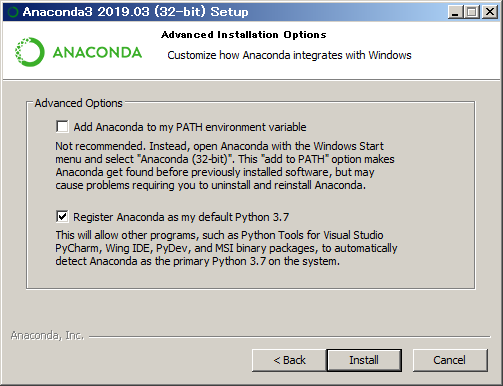 Anaconda3 2019.03 (32-bit) Setup
Advanced Installation Options
ANACONDA
Customize how Anaconda integrates with Windows
Advanced Options
Add Anaconda to my PATH environment variable
Not recommended. Instead, open Anaconda with the Windows Start
menu and select "Anaconda (32-bit)". This "add to PATH" option makes
Anaconda get found before previously installed software, but may
cause problems requiring you to uninstall and reinstall Anaconda.
Register Anaconda as my default Python 3.7
This will allow other programs, such as Python Tools for Visual Studio
PyCharm, Wing IDE, PyDev, and MSI binary packages, to automatically
detect Anaconda as the primary Python 3.7 on the system.
Anaconda, Inc.
< Back Install Cancel